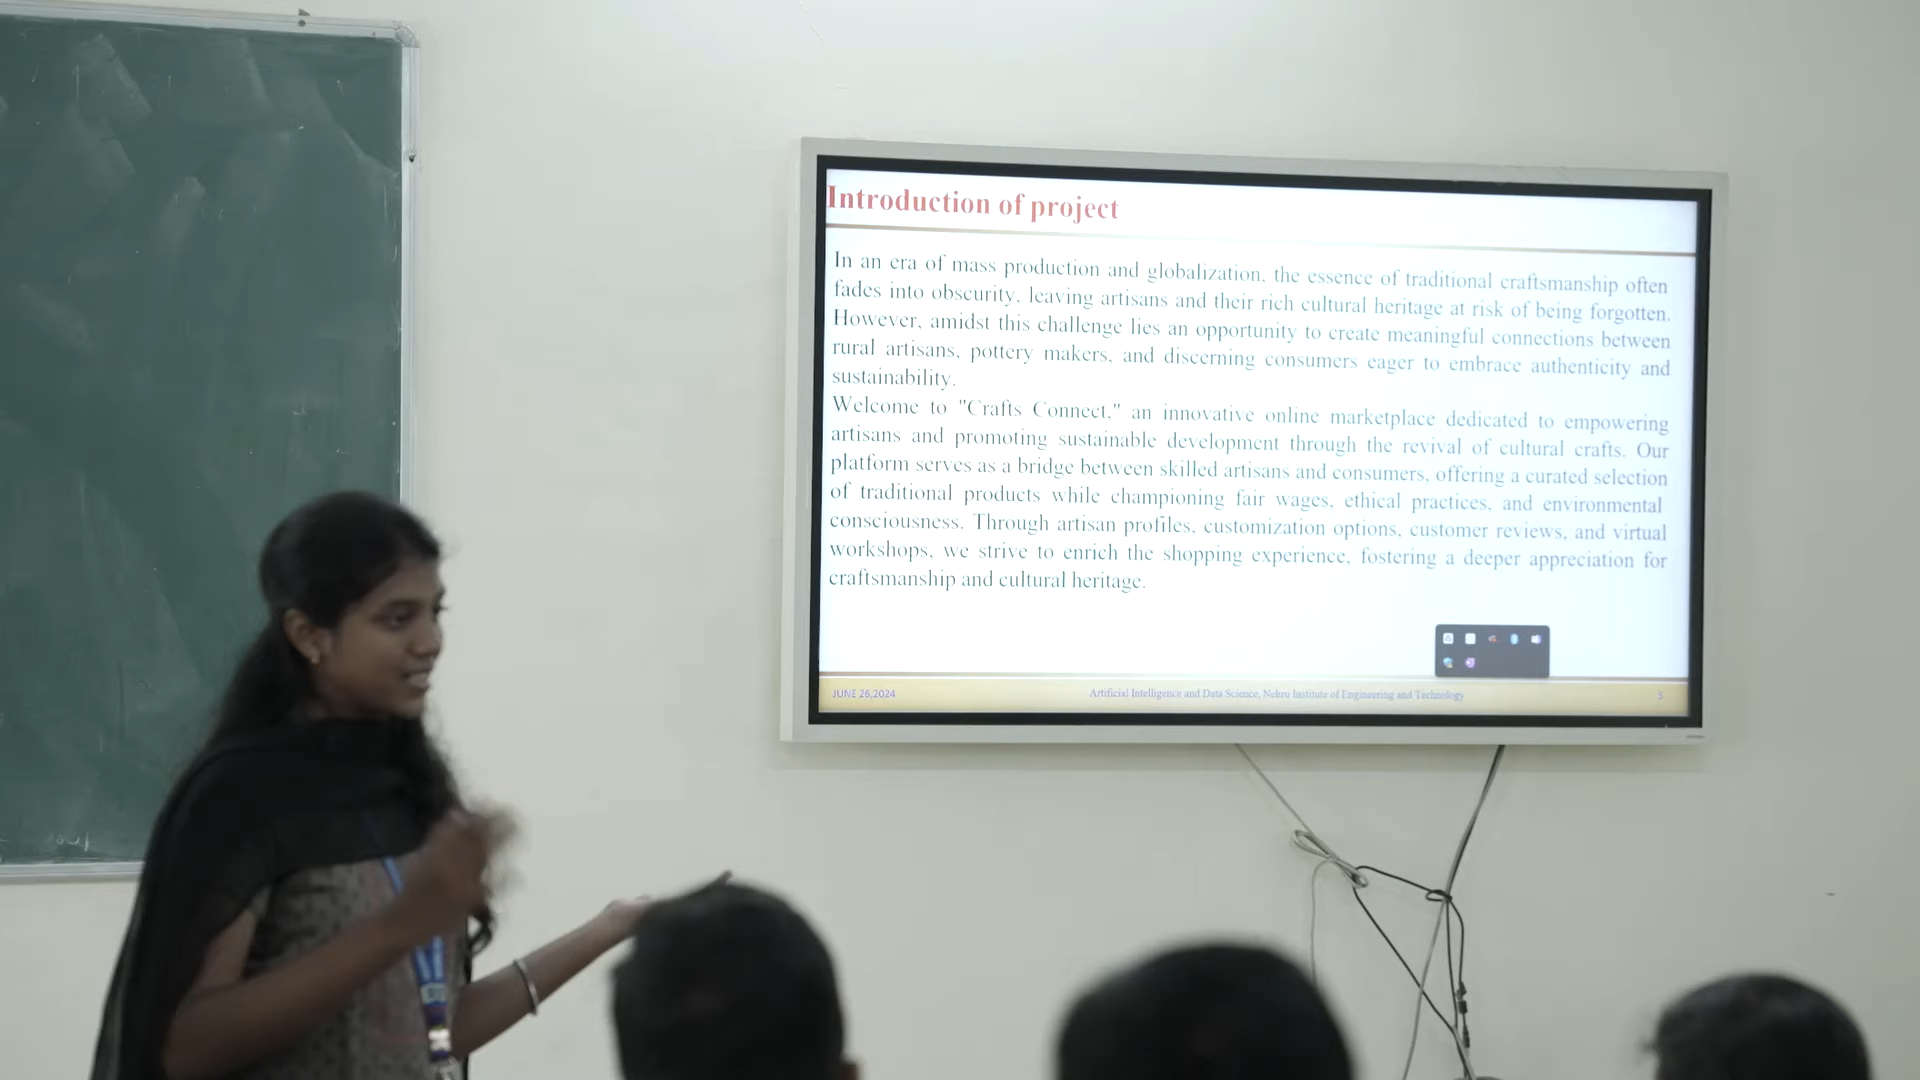 Introduction of project
In an era of mass production and globalization, the essence of traditional craftsmanship often
fades into obscurity, leaving artisans and their rich cultural heritage at risk of being forgotten.
However, amidst this challenge lies an opportunity to create meaningful connections between
rural artisans, pottery makers, and discerning consumers eager to embrace authenticity and
sustainability.
Welcome to "Crafts Connect," an innovative online marketplace dedicated to empowering
artisans and promoting sustainable development through the revival of cultural crafts. Our
platform serves as a bridge between skilled artisans and consumers, offering a curated selection
of traditional products while championing fair wages, ethical practices, and environmental
consciousness. Through artisan profiles, customization options, customer reviews, and virtual
workshops, we strive to enrich the shopping experience, fostering a deeper appreciation for
craftsmanship and cultural heritage.
JUNE 26,2024
Artificial Intelligence and Data Science, Nehru Institute of Engineering and Technology
5